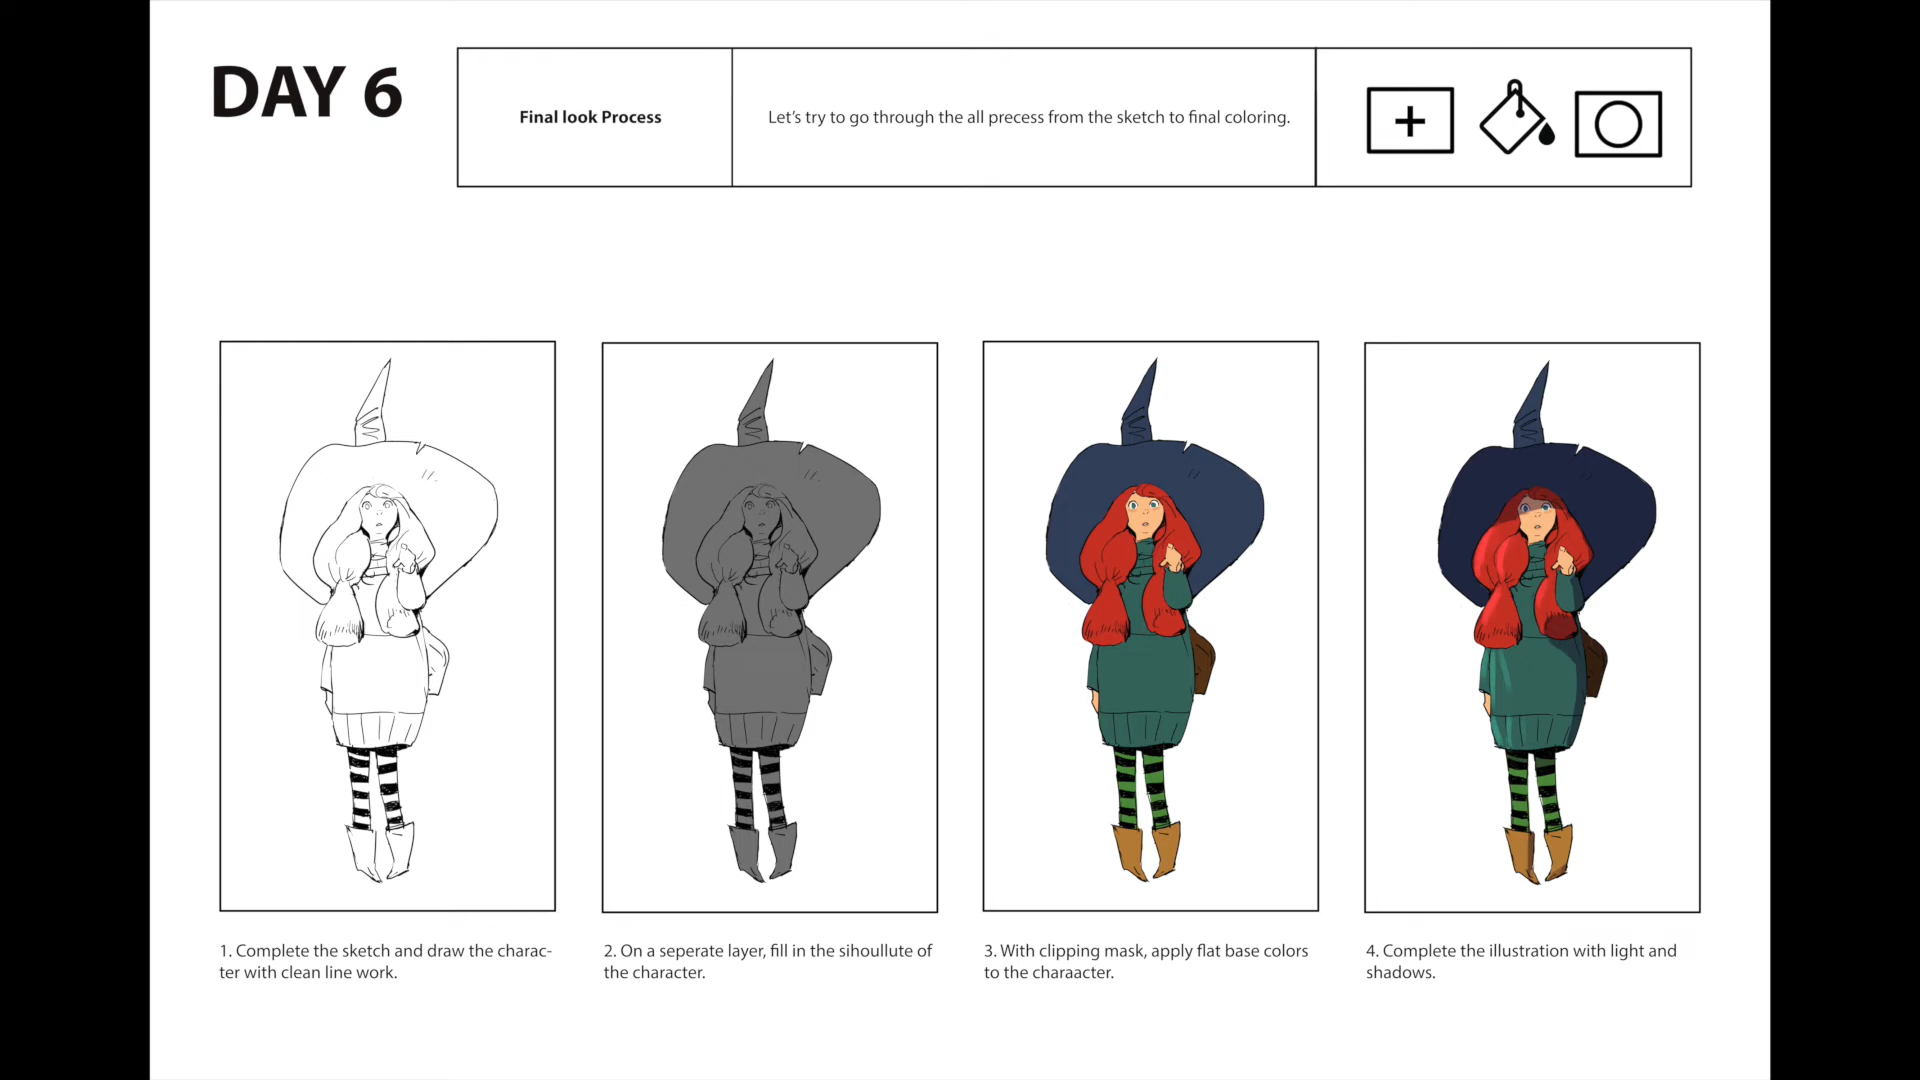 DAY 6
Final look Process
Let's try to go through the all precess from the sketch to final coloring.
1. Complete the sketch and draw the charac-
ter with clean line work.
2. On a seperate layer, fill in the sihoullute of
the character.
3. With clipping mask, apply flat base colors
to the charaacter.
4. Complete the illustration with light and
shadows.